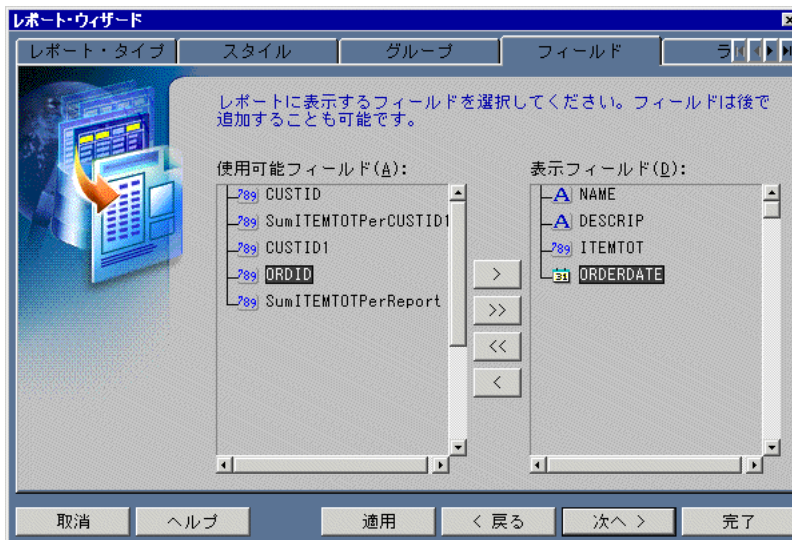 レポート・ウィザード
レポート・タイプ スタイル グループ フィールド ラ
レポートに表示するフィールドを選択してください。フィールドは後で
追加することも可能です。
使用可能フィールド(A):
CUSTID
SumITEMTOTPerCUSTID1
CUSTID1
ORDID
SumITEMTOTPerReport
>
>>
<<
<
表示フィールド(D):
NAME
DESCRIP
ITEMTOT
ORDERDATE
取消 ヘルプ 適用 < 戻る 次へ > 完了